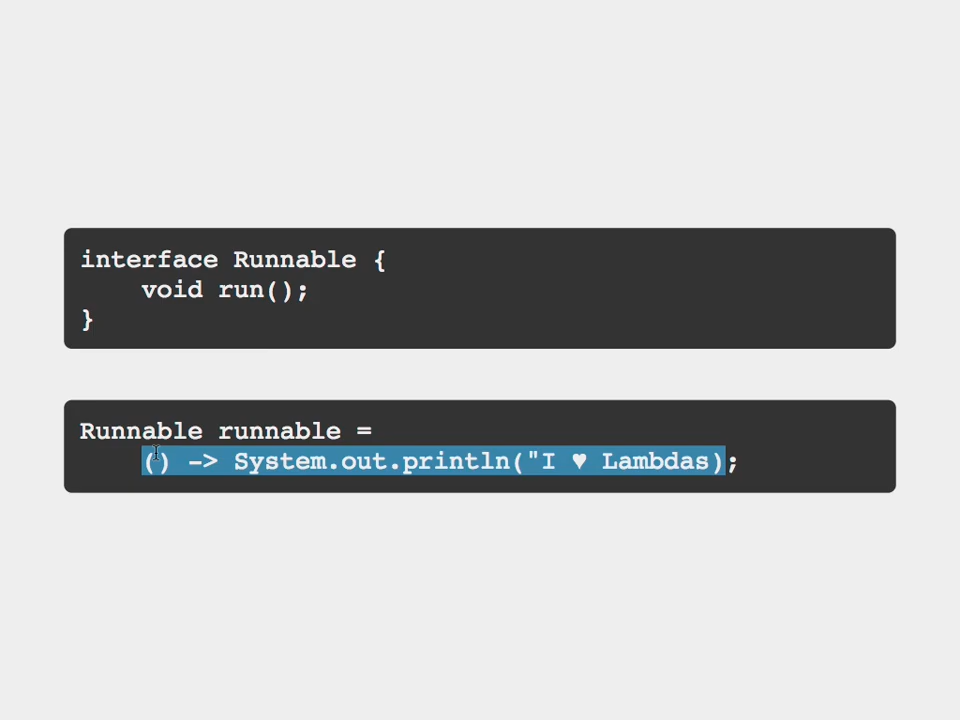 interface Runnable {
    void run();
}
Runnable runnable =
    () -> System.out.println("I ♥ Lambdas);